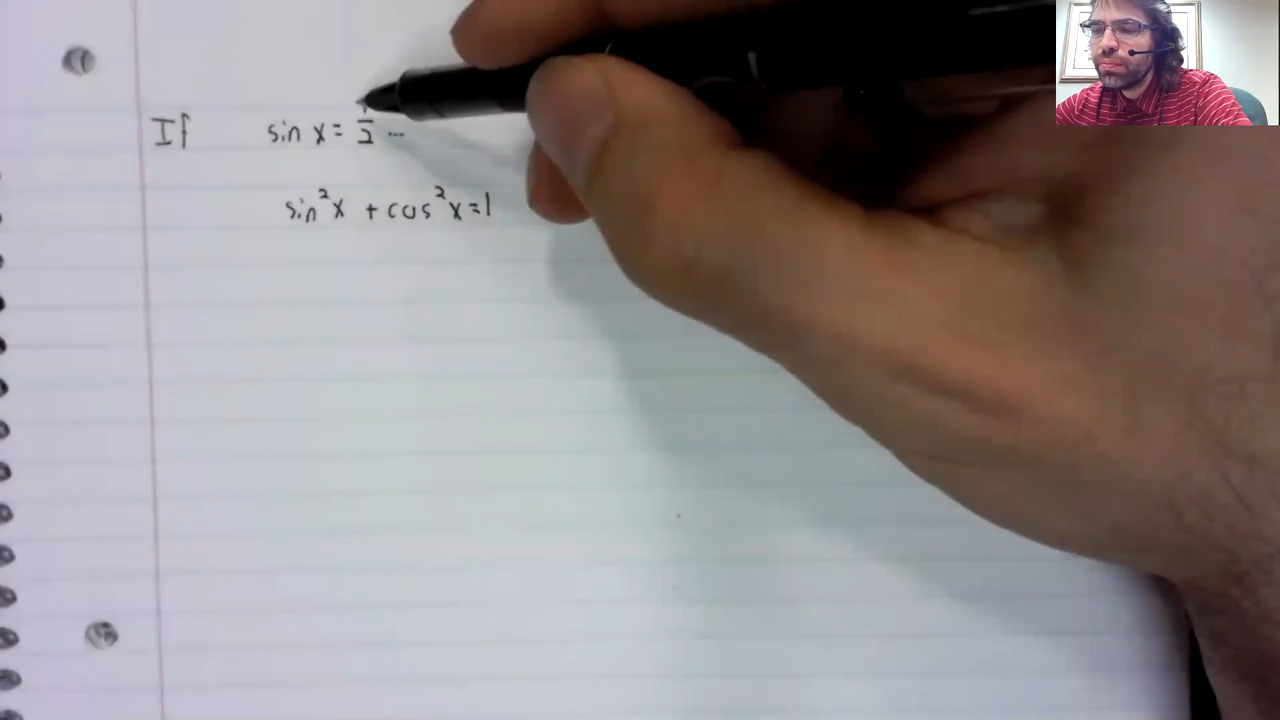 If sin x = 1/2 ...
sin²x + cos²x = 1